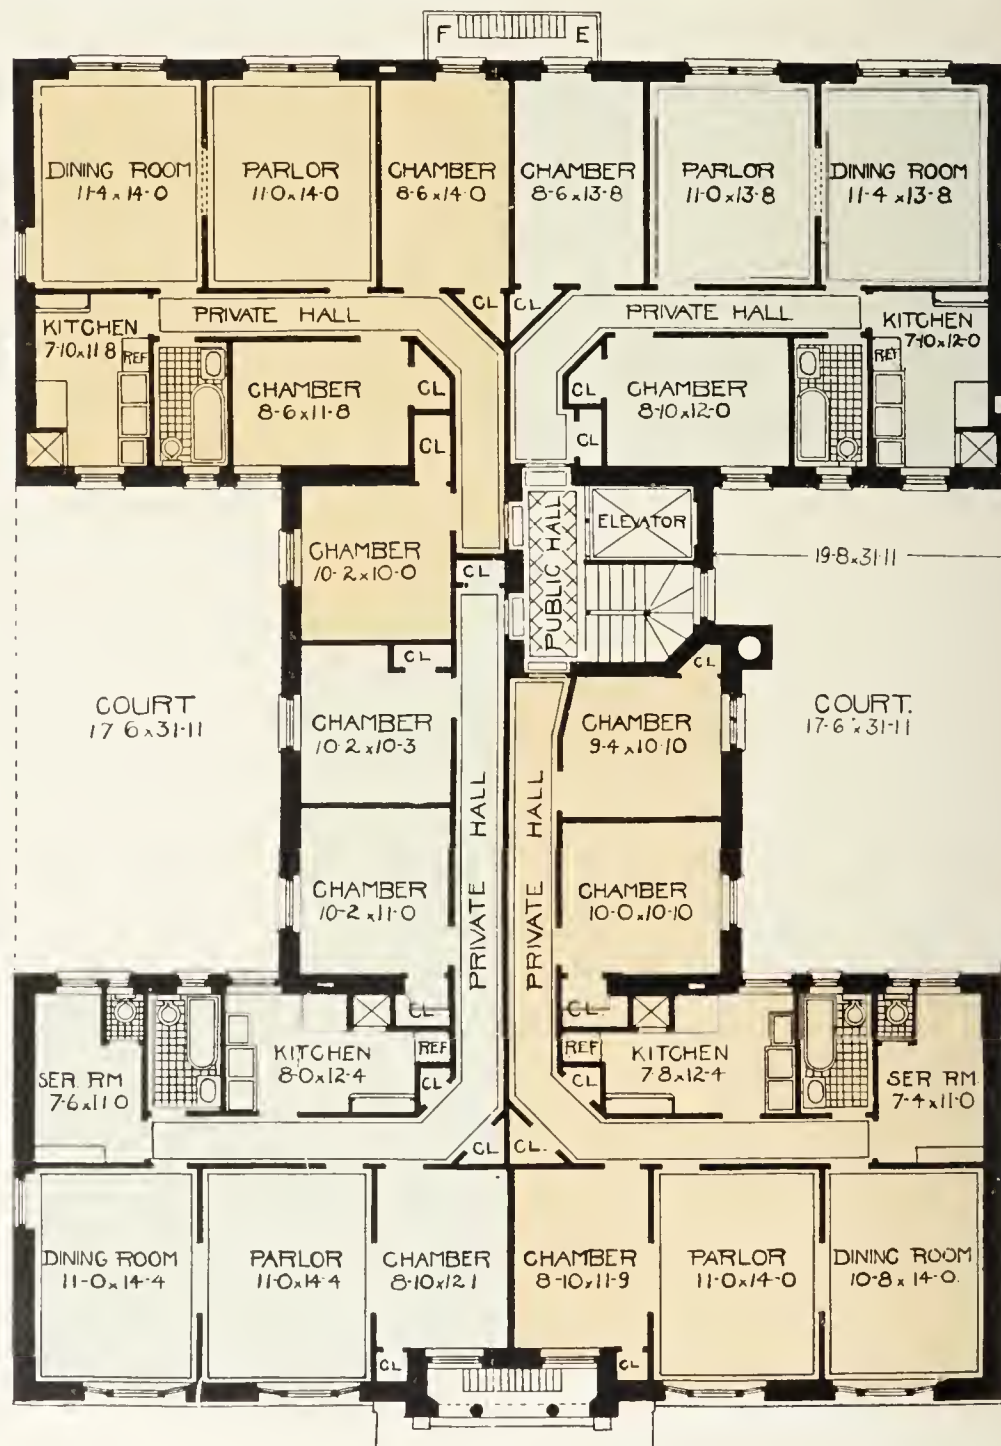 F E
DINING ROOM
11-4 x 14-0
PARLOR
11-0 x 14-0
CHAMBER
8-6 x 14-0
CHAMBER
8-6 x 13-8
PARLOR
11-0 x 13-8
DINING ROOM
11-4 x 13-8
CL
CL
PRIVATE HALL
PRIVATE HALL
KITCHEN
7-10 x 11 8
REF
CHAMBER
8-6 x 11-8
CL
CL
CL
CL
CHAMBER
8-10 x 12-0
REF
KITCHEN
7-10 x 12-0
CHAMBER
10-2 x 10-0
CL
PUBLIC HALL
ELEVATOR
19-8 x 31-11
COURT
17 6 x 31-11
CL
CHAMBER
10-2 x 10-3
CL
CHAMBER
9-4 x 10-10
COURT.
17-6 x 31-11
PRIVATE HALL
PRIVATE HALL
CHAMBER
10-2 x 11-0
CHAMBER
10-0 x 10-10
CL
CL
SER. RM
7-6 x 11 0
KITCHEN
8-0 x 12-4
REF
CL
REF
CL
KITCHEN
7-8 x 12-4
SER RM
7-4 x 11-0
CL
CL.
DINING ROOM
11-0 x 14-4
PARLOR
11-0 x 14-4
CHAMBER
8-10 x 12 1
CHAMBER
8-10 x 11-9
PARLOR
11-0 x 14-0
DINING ROOM
10-8 x 14-0.
CL
CL